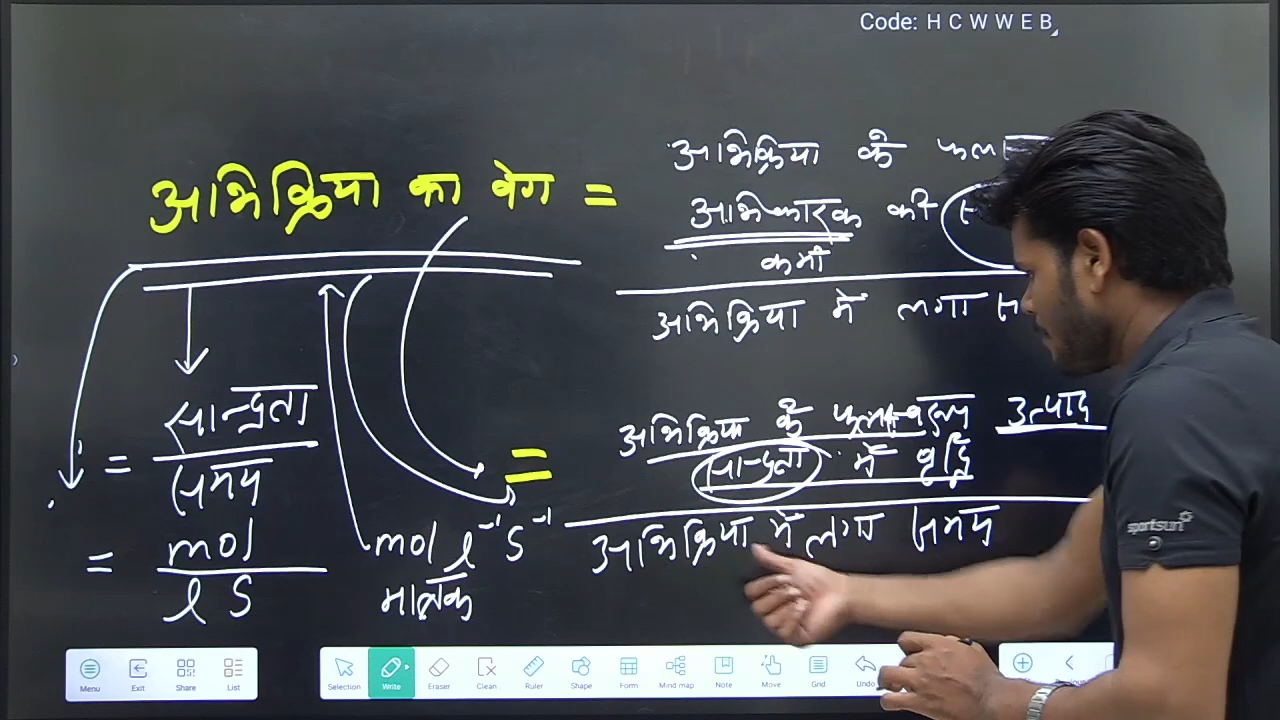 Code: H C W W E B
अभिक्रिया का वेग =
अभिक्रिया के
अभिकारक की
कमी
अभिक्रिया में लगा
= सान्द्रता
समय
= mol
l S
mol l⁻¹ S⁻¹
मात्रक
=
अभिक्रिया के फलस्वरूप उत्पाद
सान्द्रता में वृद्धि
अभिक्रिया में लगा समय
sportsun
Menu Exit Share List
Selection Write Eraser Clean Ruler Shape Form Mind map Note Move Grid Undo